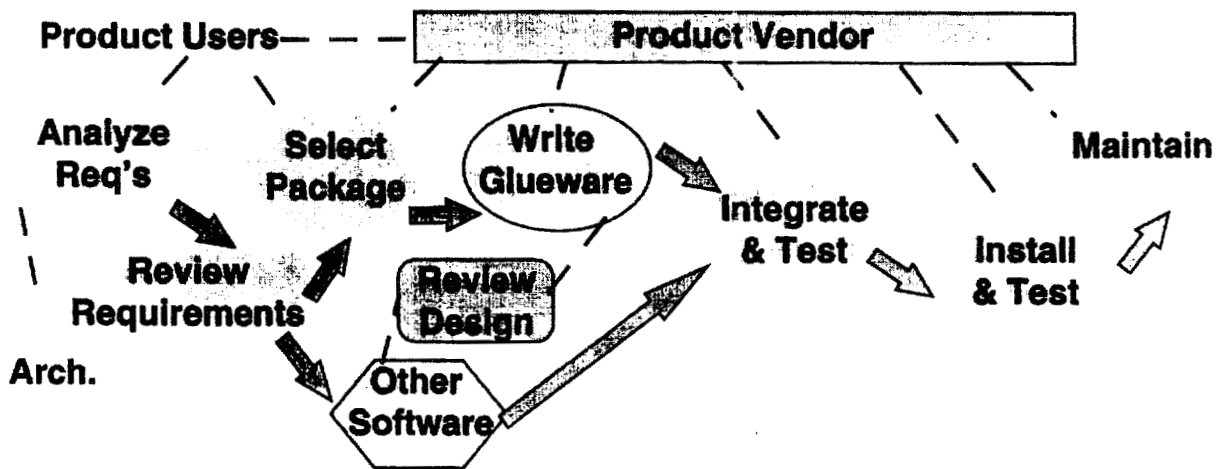 Product Users
Product Vendor
Analyze
Req's
Select
Package
Write
Glueware
Maintain
Integrate
& Test
Install
& Test
Review
Requirements
Review
Design
Arch.
Other
Software